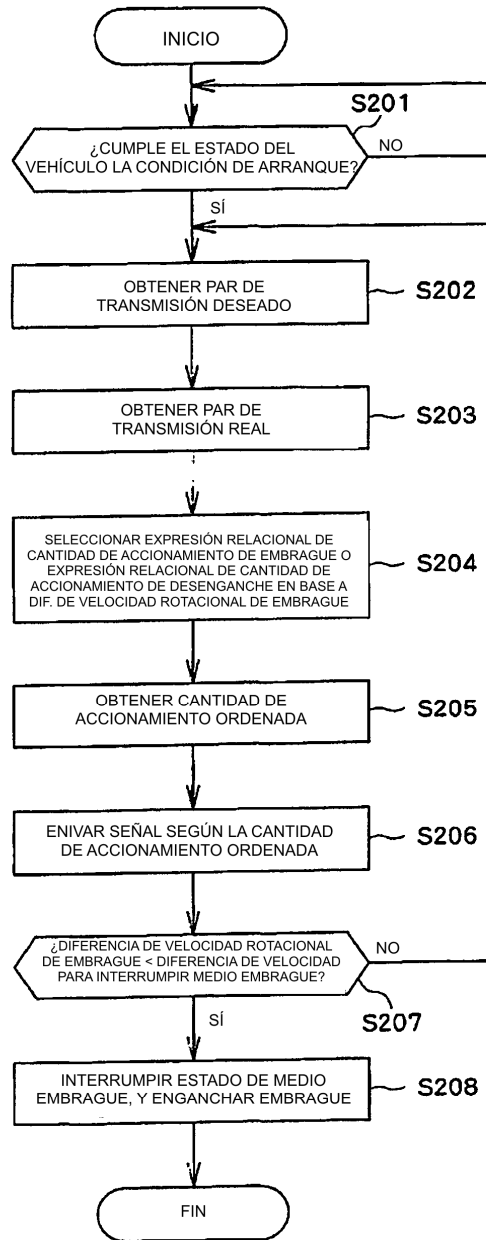 INICIO
S201
¿CUMPLE EL ESTADO DEL
VEHÍCULO LA CONDICIÓN DE ARRANQUE?
NO
SÍ
OBTENER PAR DE
TRANSMISIÓN DESEADO
S202
OBTENER PAR DE
TRANSMISIÓN REAL
S203
SELECCIONAR EXPRESIÓN RELACIONAL DE
CANTIDAD DE ACCIONAMIENTO DE EMBRAGUE O
EXPRESIÓN RELACIONAL DE CANTIDAD DE
ACCIONAMIENTO DE DESENGANCHE EN BASE A
DIF. DE VELOCIDAD ROTACIONAL DE EMBRAGUE
S204
OBTENER CANTIDAD DE
ACCIONAMIENTO ORDENADA
S205
ENIVAR SEÑAL SEGÚN LA CANTIDAD
DE ACCIONAMIENTO ORDENADA
S206
¿DIFERENCIA DE VELOCIDAD ROTACIONAL
DE EMBRAGUE < DIFERENCIA DE VELOCIDAD
PARA INTERRUMPIR MEDIO EMBRAGUE?
NO
S207
SÍ
INTERRUMPIR ESTADO DE MEDIO
EMBRAGUE, Y ENGANCHAR EMBRAGUE
S208
FIN